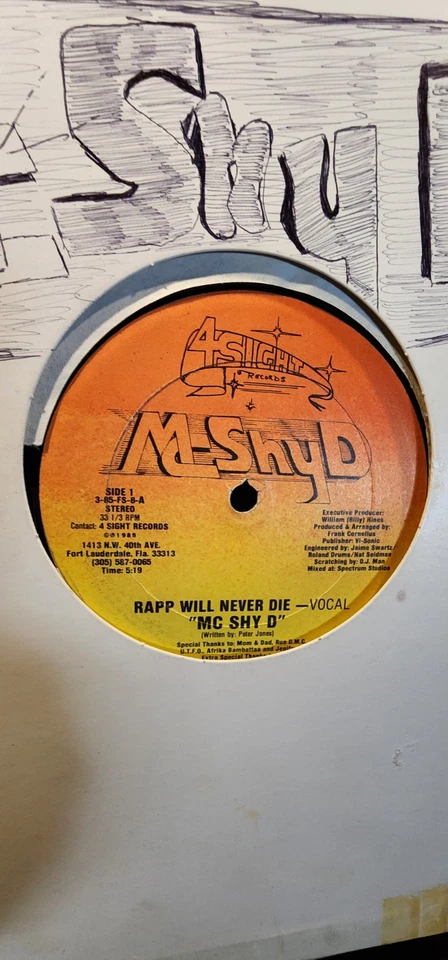 Shy D
4 SIGHT
RECORDS
M-ShyD
SIDE 1
3-85-FS-8-A
STEREO
33 1/3 RPM
Contact: 4 SIGHT RECORDS
©℗1985
1413 N.W. 40th AVE.
Fort Lauderdale, Fla. 33313
(305) 587-0065
Time: 5:19
Executive Producer:
William (Billy) Hines
Produced & Arranged by:
Frank Cornelius
Publisher: Vi-Sonic
Engineered by: Jaime Swartz
Roland Drums/Nat Seidman
Scratching by: D.J. Man
Mixed at: Spectrum Studios
RAPP WILL NEVER DIE —VOCAL
"MC SHY D"
(Written by: Peter Jones)
Special Thanks to: Mom & Dad, Run D.M.C.
U.T.F.O., Afrika Bambattaa and
Extra Special Thanks